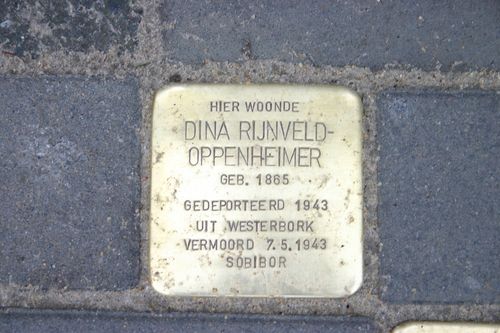 HIER WOONDE
DINA RIJNVELD-
OPPENHEIMER
GEB. 1865
GEDEPORTEERD 1943
UIT WESTERBORK
VERMOORD 7.5.1943
SOBIBOR